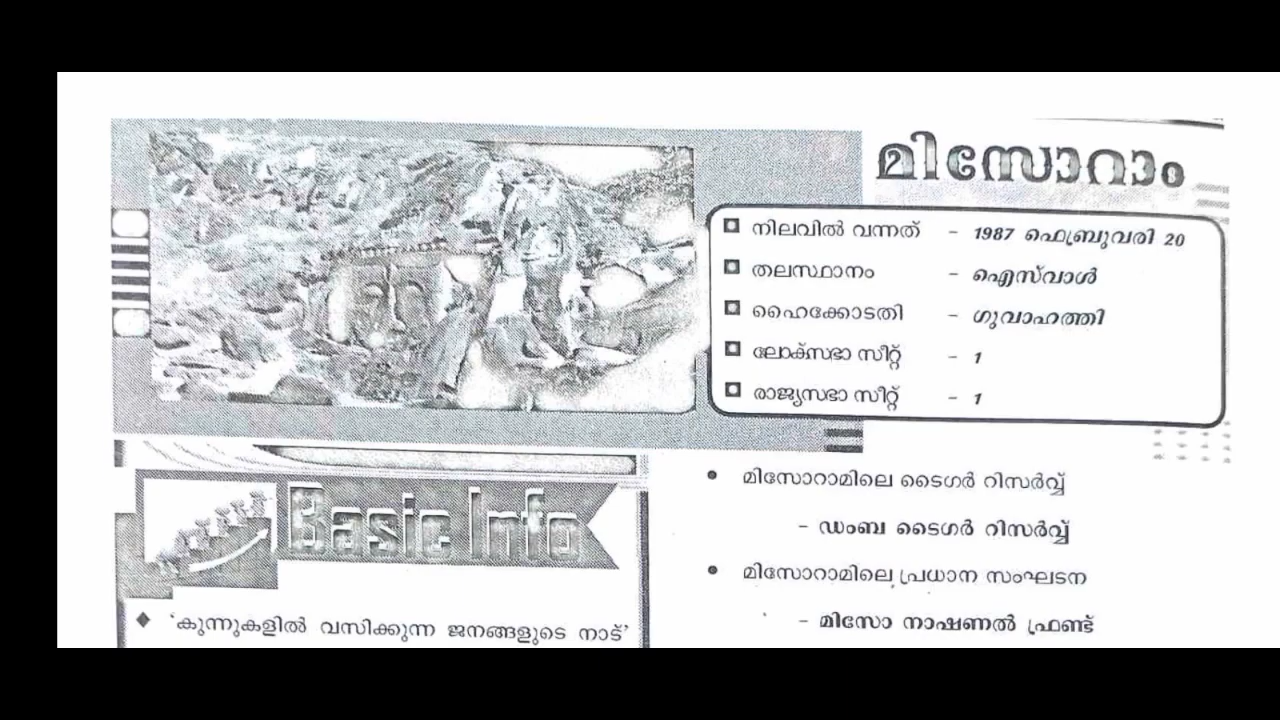 മിസോറാം
നിലവിൽ വന്നത് - 1987 ഫെബ്രുവരി 20
തലസ്ഥാനം - ഐസ്‌വാൾ
ഹൈക്കോടതി - ഗുവാഹത്തി
ലോക്സഭാ സീറ്റ് - 1
രാജ്യസഭാ സീറ്റ് - 1
Basic Info
◆ 'കുന്നുകളിൽ വസിക്കുന്ന ജനങ്ങളുടെ നാട്'
• മിസോറാമിലെ ടൈഗർ റിസർവ്വ്
- ഡംബ ടൈഗർ റിസർവ്വ്
• മിസോറാമിലെ പ്രധാന സംഘടന
- മിസോ നാഷണൽ ഫ്രണ്ട്